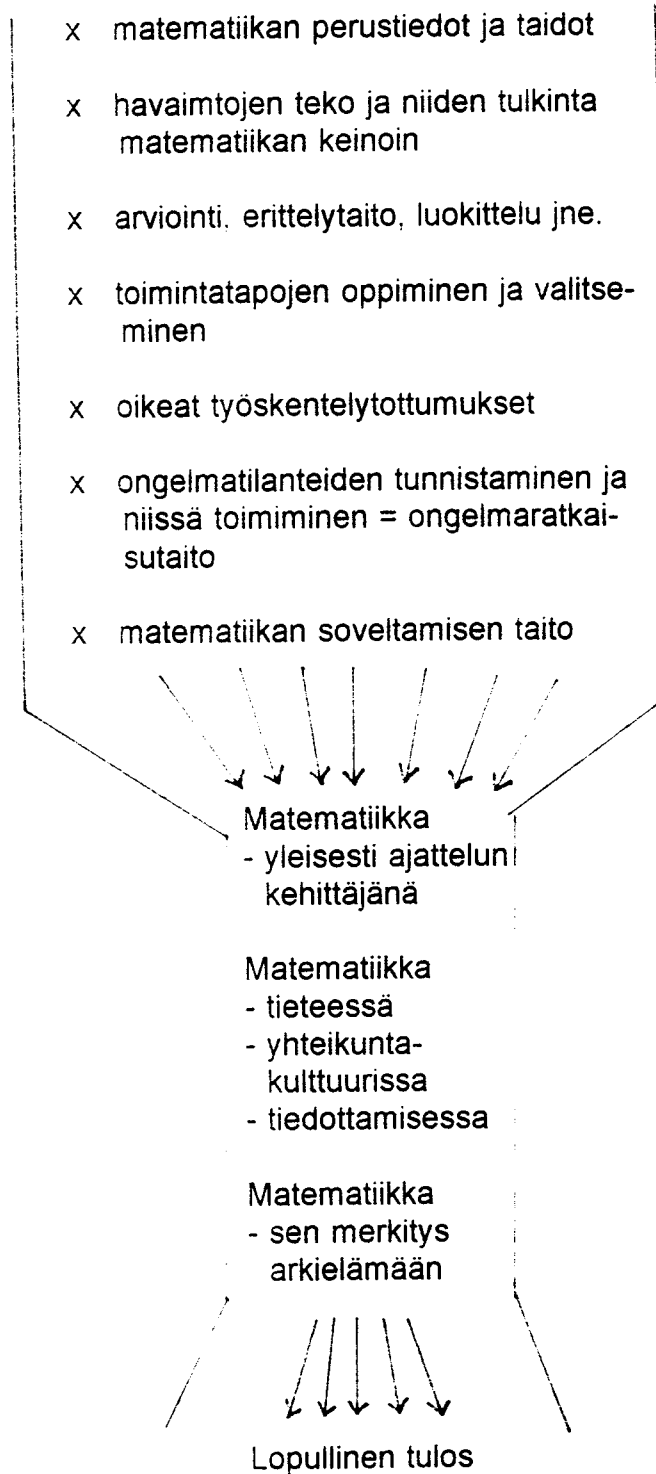 x matematiikan perustiedot ja taidot
x havaimtojen teko ja niiden tulkinta
matematiikan keinoin
x arviointi, erittelytaito, luokittelu jne.
x toimintatapojen oppiminen ja valitse-
minen
x oikeat työskentelytottumukset
x ongelmatilanteiden tunnistaminen ja
niissä toimiminen = ongelmaratkai-
sutaito
x matematiikan soveltamisen taito
Matematiikka
- yleisesti ajattelun
kehittäjänä
Matematiikka
- tieteessä
- yhteikunta-
kulttuurissa
- tiedottamisessa
Matematiikka
- sen merkitys
arkielämään
Lopullinen tulos